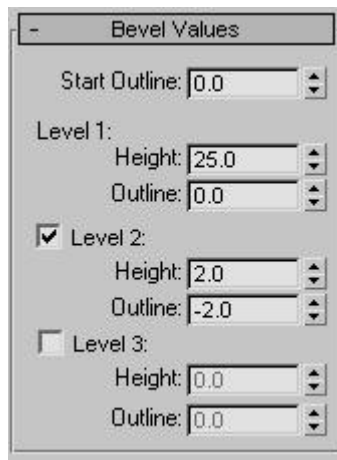 - Bevel Values
Start Outline: 0.0
Level 1:
Height: 25.0
Outline: 0.0
Level 2:
Height: 2.0
Outline: -2.0
Level 3:
Height: 0.0
Outline: 0.0